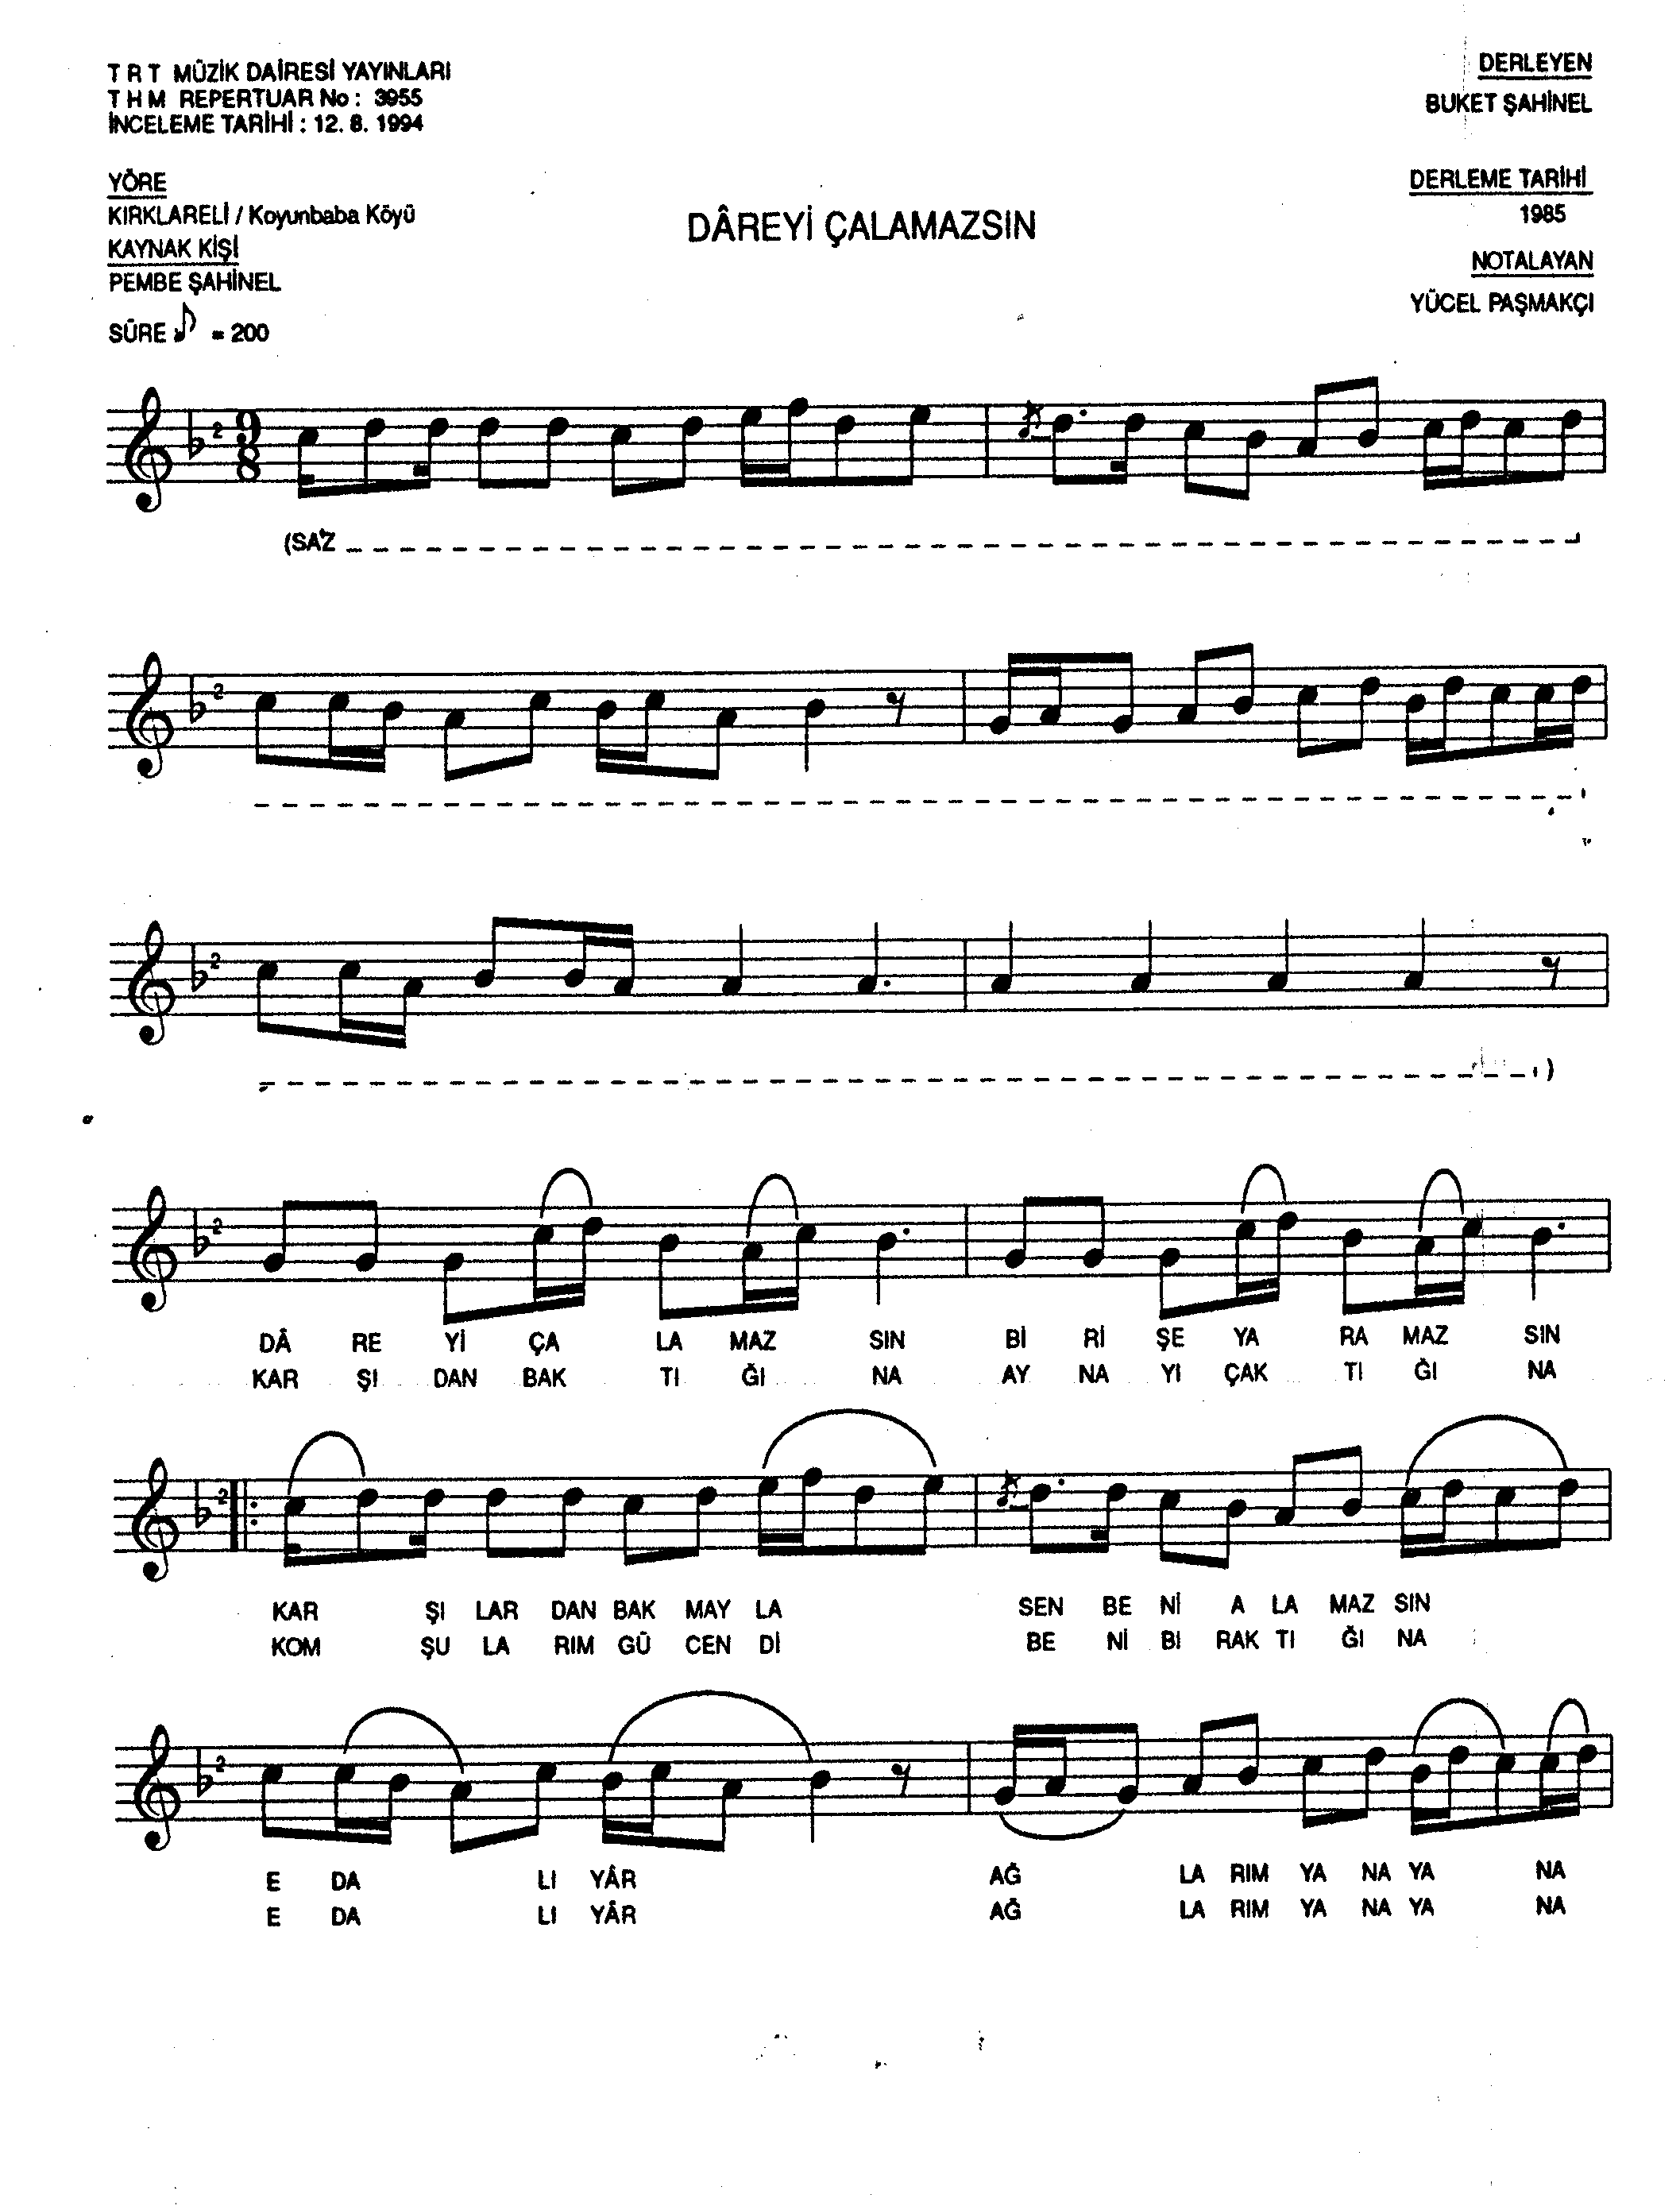 T R T MÜZİK DAİRESİ YAYINLARI
T H M REPERTUAR No : 3955
İNCELEME TARİHİ : 12. 8. 1994
DERLEYEN
BUKET ŞAHİNEL
YÖRE
KIRKLARELİ / Koyunbaba Köyü
KAYNAK KİŞİ
PEMBE ŞAHİNEL
SÜRE ♪ = 200
DÂREYİ ÇALAMAZSIN
DERLEME TARİHİ
1985
NOTALAYAN
YÜCEL PAŞMAKÇI
2 9 8
(SAZ
2
2
)
2
DÂ RE Yİ ÇA LA MAZ SIN Bİ Rİ ŞE YA RA MAZ SIN
KAR ŞI DAN BAK TI ĞI NA AY NA YI ÇAK TI ĞI NA
2
KAR ŞI LAR DAN BAK MAY LA SEN BE Nİ A LA MAZ SIN
KOM ŞU LA RIM GÜ CEN Dİ BE Nİ BI RAK TI ĞI NA
2
E DA LI YÂR AĞ LA RIM YA NA YA NA
E DA LI YÂR AĞ LA RIM YA NA YA NA